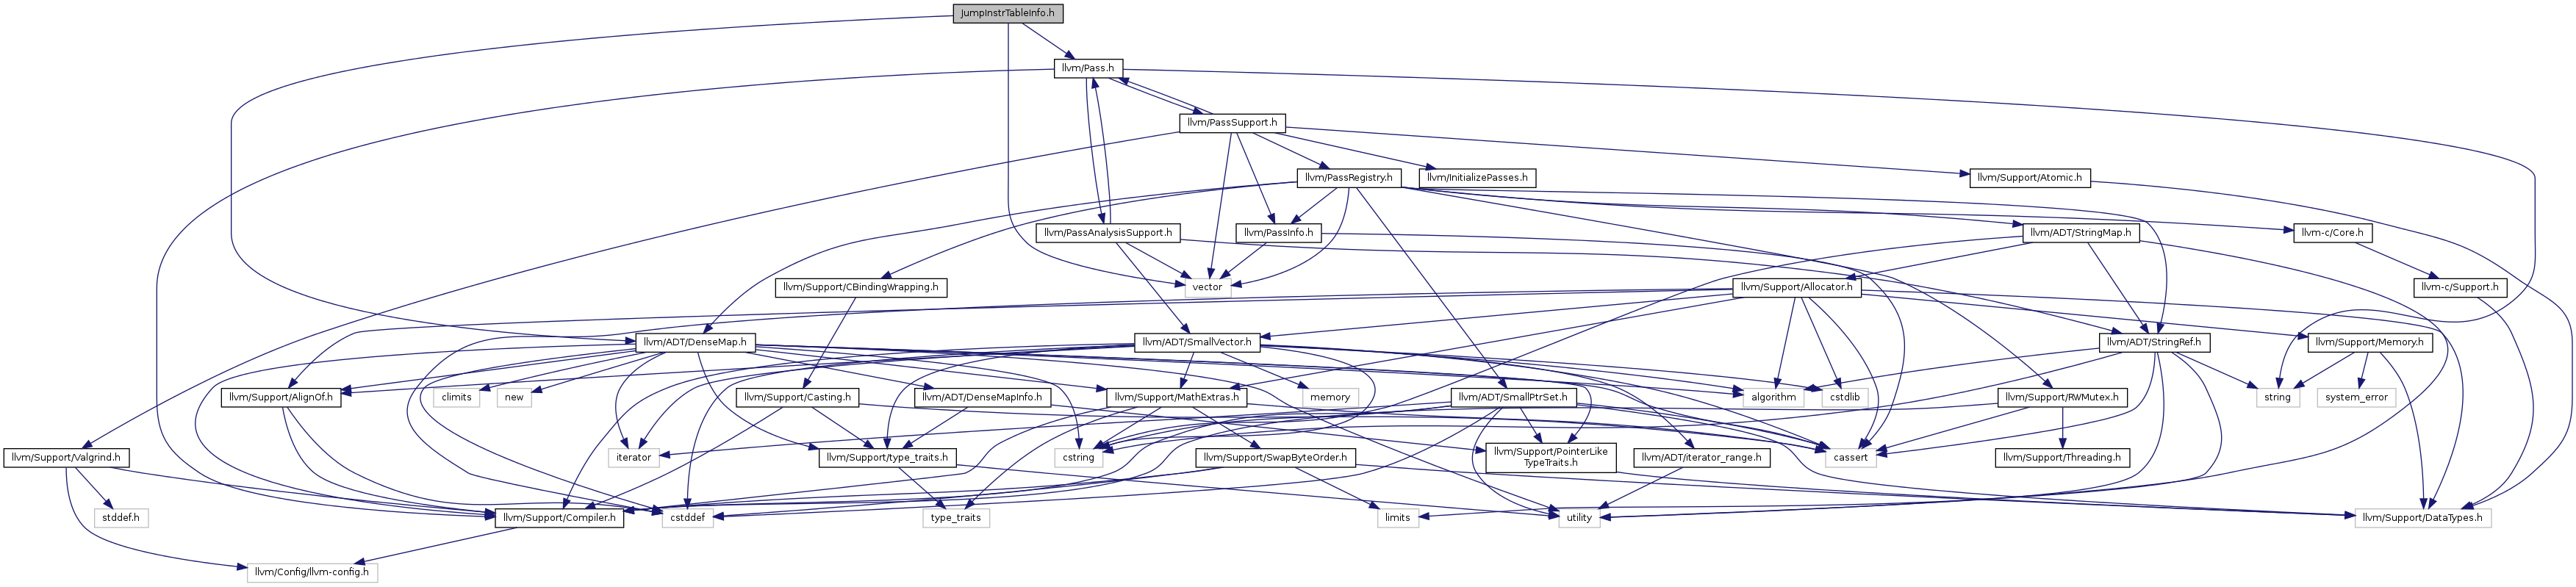 JumpInstrTableInfo.h
llvm/Pass.h
llvm/PassSupport.h
llvm/PassRegistry.h
llvm/InitializePasses.h
llvm/Support/Atomic.h
llvm/PassAnalysisSupport.h
llvm/PassInfo.h
llvm/ADT/StringMap.h
llvm-c/Core.h
llvm/Support/CBindingWrapping.h
vector
llvm/Support/Allocator.h
llvm-c/Support.h
llvm/ADT/DenseMap.h
llvm/ADT/SmallVector.h
llvm/ADT/StringRef.h
llvm/Support/Memory.h
llvm/Support/AlignOf.h
climits
new
llvm/Support/Casting.h
llvm/ADT/DenseMapInfo.h
llvm/Support/MathExtras.h
memory
llvm/ADT/SmallPtrSet.h
algorithm
cstdlib
llvm/Support/RWMutex.h
string
system_error
llvm/Support/Valgrind.h
iterator
llvm/Support/type_traits.h
cstring
llvm/Support/SwapByteOrder.h
llvm/Support/PointerLike
TypeTraits.h
llvm/ADT/iterator_range.h
cassert
llvm/Support/Threading.h
stddef.h
llvm/Support/Compiler.h
cstddef
type_traits
limits
utility
llvm/Support/DataTypes.h
llvm/Config/llvm-config.h